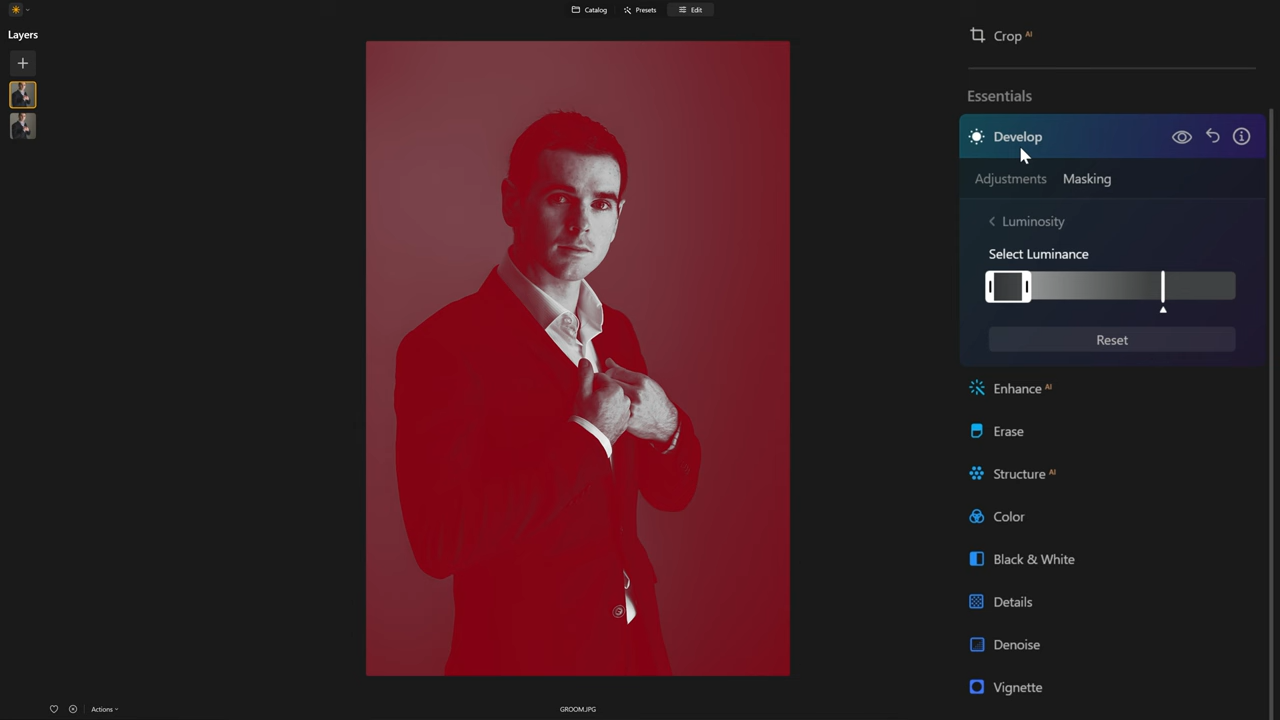 Catalog
Presets
Edit
Layers
Crop AI
Essentials
Develop
Adjustments Masking
Luminosity
Select Luminance
Reset
Enhance AI
Erase
Structure AI
Color
Black & White
Details
Denoise
Vignette
Actions
GROOM.JPG